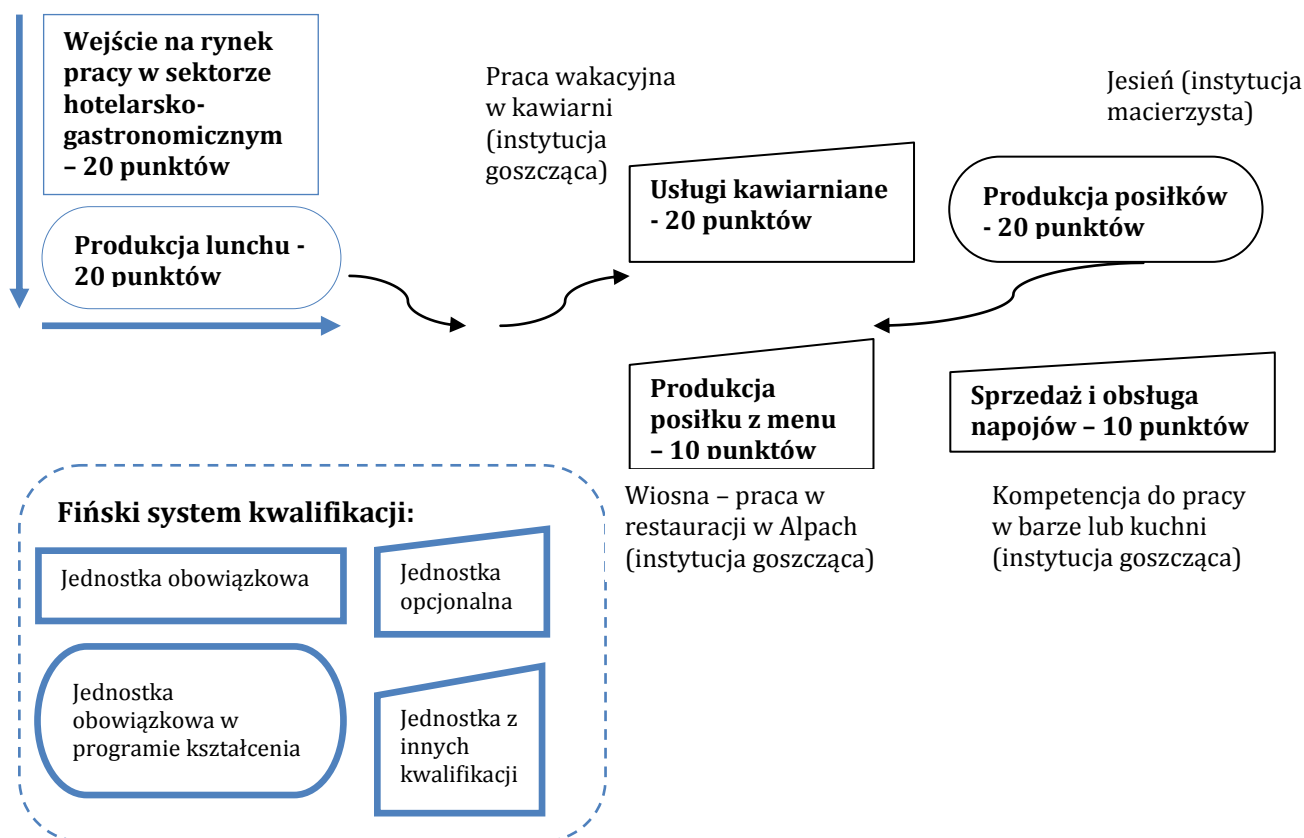 Wejście na rynek
pracy w sektorze
hotelarsko-
gastronomicznym
– 20 punktów
Produkcja lunchu -
20 punktów
Praca wakacyjna
w kawiarni
(instytucja
goszcząca)
Usługi kawiarniane
- 20 punktów
Jesień (instytucja
macierzysta)
Produkcja posiłków
- 20 punktów
Produkcja
posiłku z menu
– 10 punktów
Sprzedaż i obsługa
napojów – 10 punktów
Wiosna – praca w
restauracji w Alpach
(instytucja goszcząca)
Kompetencja do pracy
w barze lub kuchni
(instytucja goszcząca)
Fiński system kwalifikacji:
Jednostka obowiązkowa
Jednostka
opcjonalna
Jednostka
obowiązkowa w
programie kształcenia
Jednostka z
innych
kwalifikacji